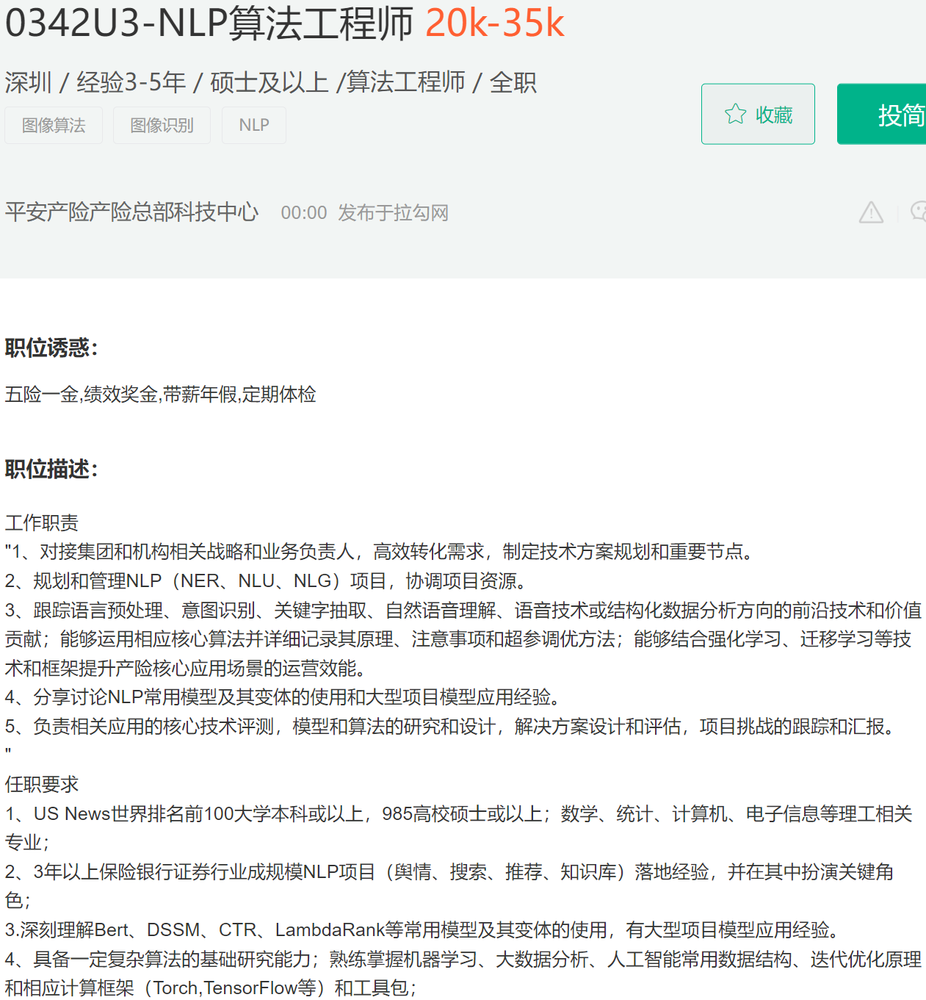 0342U3-NLP算法工程师 20k-35k
深圳 / 经验3-5年 / 硕士及以上 /算法工程师 / 全职
图像算法 图像识别 NLP
收藏
投简
平安产险产险总部科技中心 00:00 发布于拉勾网
职位诱惑：
五险一金,绩效奖金,带薪年假,定期体检
职位描述：
工作职责
"1、对接集团和机构相关战略和业务负责人，高效转化需求，制定技术方案规划和重要节点。
2、规划和管理NLP（NER、NLU、NLG）项目，协调项目资源。
3、跟踪语言预处理、意图识别、关键字抽取、自然语音理解、语音技术或结构化数据分析方向的前沿技术和价值
贡献；能够运用相应核心算法并详细记录其原理、注意事项和超参调优方法；能够结合强化学习、迁移学习等技
术和框架提升产险核心应用场景的运营效能。
4、分享讨论NLP常用模型及其变体的使用和大型项目模型应用经验。
5、负责相关应用的核心技术评测，模型和算法的研究和设计，解决方案设计和评估，项目挑战的跟踪和汇报。
"
任职要求
1、US News世界排名前100大学本科或以上，985高校硕士或以上；数学、统计、计算机、电子信息等理工相关
专业；
2、3年以上保险银行证券行业成规模NLP项目（舆情、搜索、推荐、知识库）落地经验，并在其中扮演关键角
色；
3.深刻理解Bert、DSSM、CTR、LambdaRank等常用模型及其变体的使用，有大型项目模型应用经验。
4、具备一定复杂算法的基础研究能力；熟练掌握机器学习、大数据分析、人工智能常用数据结构、迭代优化原理
和相应计算框架（Torch,TensorFlow等）和工具包；